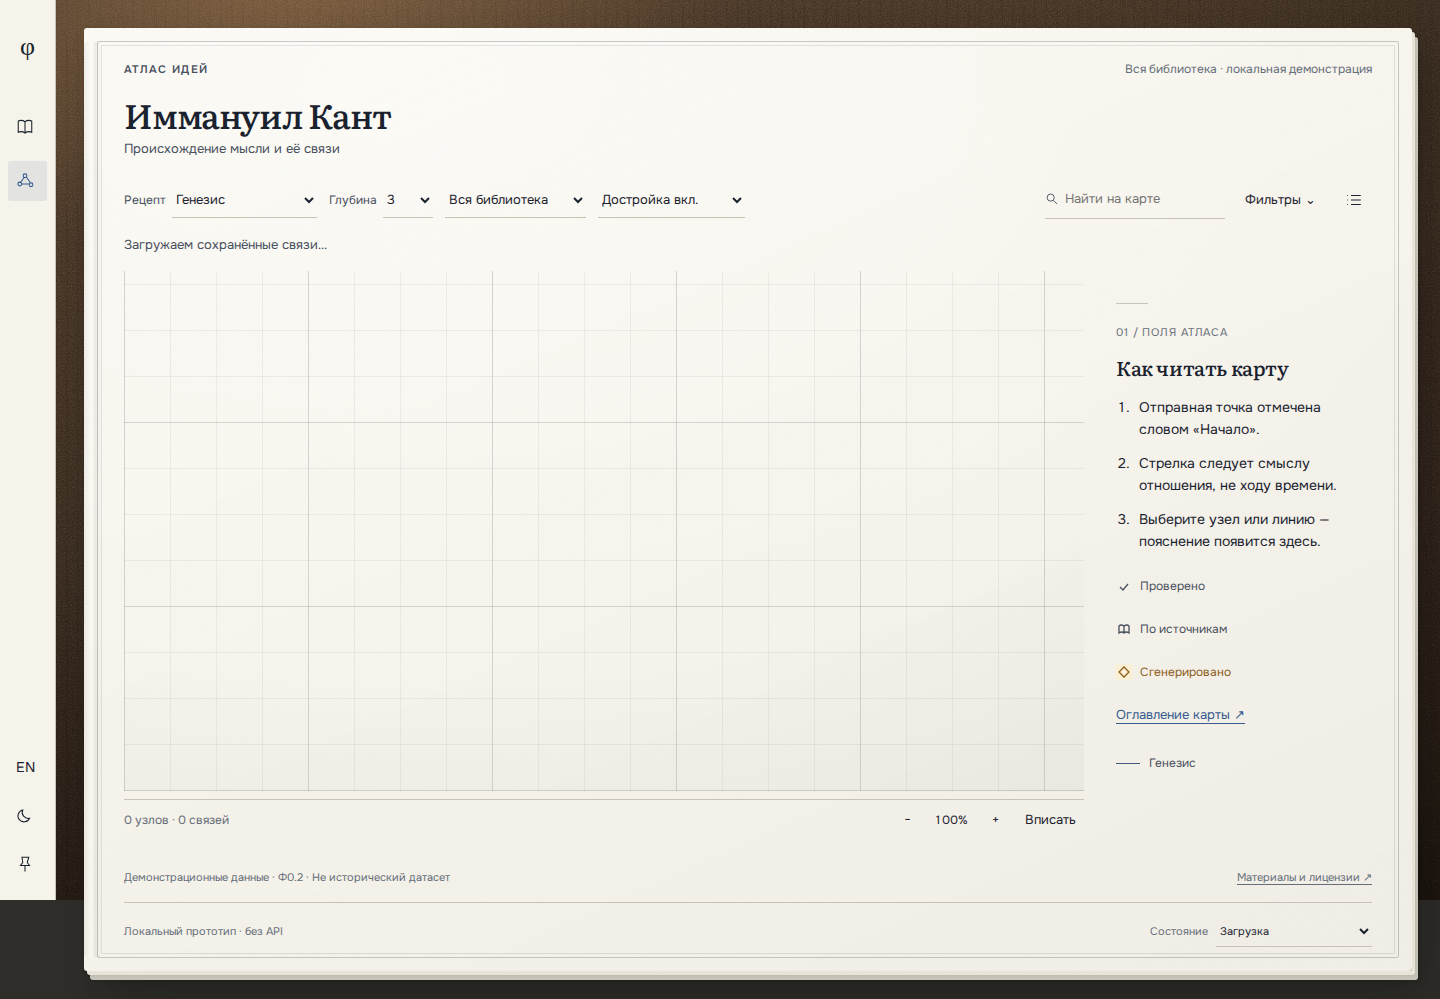 φ
АТЛАС ИДЕЙ
Вся библиотека · локальная демонстрация
Иммануил Кант
Происхождение мысли и её связи
Рецепт Генезис Глубина 3 Вся библиотека Достройка вкл. Найти на карте Фильтры
Загружаем сохранённые связи...
01 / ПОЛЯ АТЛАСА
Как читать карту
1. Отправная точка отмечена
словом «Начало».
2. Стрелка следует смыслу
отношения, не ходу времени.
3. Выберите узел или линию —
пояснение появится здесь.
Проверено
По источникам
Сгенерировано
Оглавление карты ↗
Генезис
EN
0 узлов · 0 связей
− 100% + Вписать
Демонстрационные данные · Ф0.2 · Не исторический датасет
Материалы и лицензии ↗
Локальный прототип · без API
Состояние Загрузка